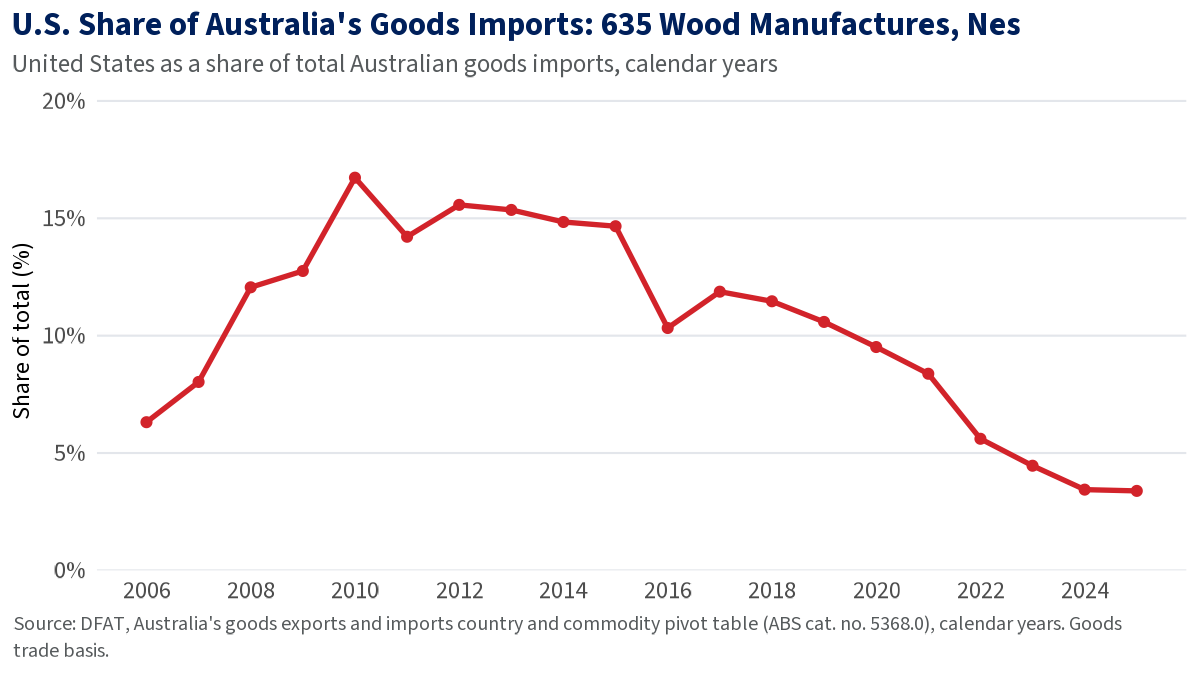 U.S. Share of Australia's Goods Imports: 635 Wood Manufactures, Nes
United States as a share of total Australian goods imports, calendar years
20%
15%
10%
5%
0%
Share of total (%)
2006 2008 2010 2012 2014 2016 2018 2020 2022 2024
Source: DFAT, Australia's goods exports and imports country and commodity pivot table (ABS cat. no. 5368.0), calendar years. Goods
trade basis.